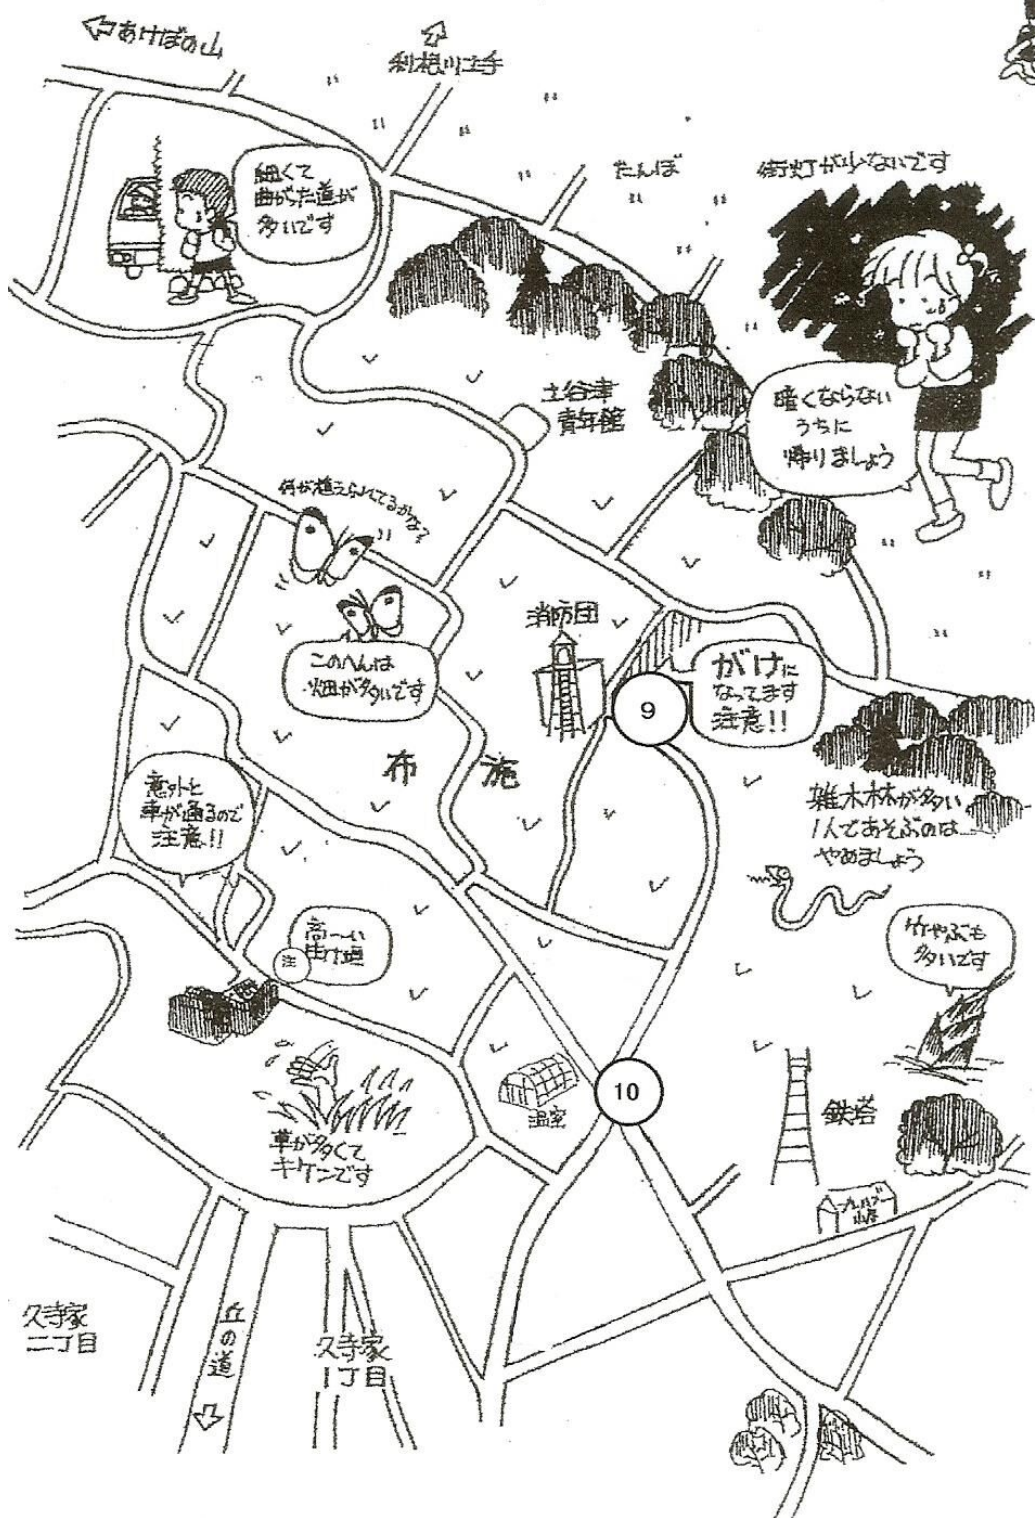 あけぼの山
利根川土手
たんぼ
街灯が少ないです
細くて
曲がった道が
多いです
土谷津
青年館
暗くならない
うちに
帰りましょう
何が植えられてるかな？
消防団
このへんは
畑が多いです
がけに
なってます
注意!!
9
布施
意外と
車が通るので
注意!!
雑木林が多い
1人であそぶのは
やめましょう
高〜い
生け垣
注
竹やぶも
多いです
温室
10
鉄塔
草が多くて
キケンです
プレハブ
小屋
久寺家
二丁目
丘の道
久寺家
1丁目